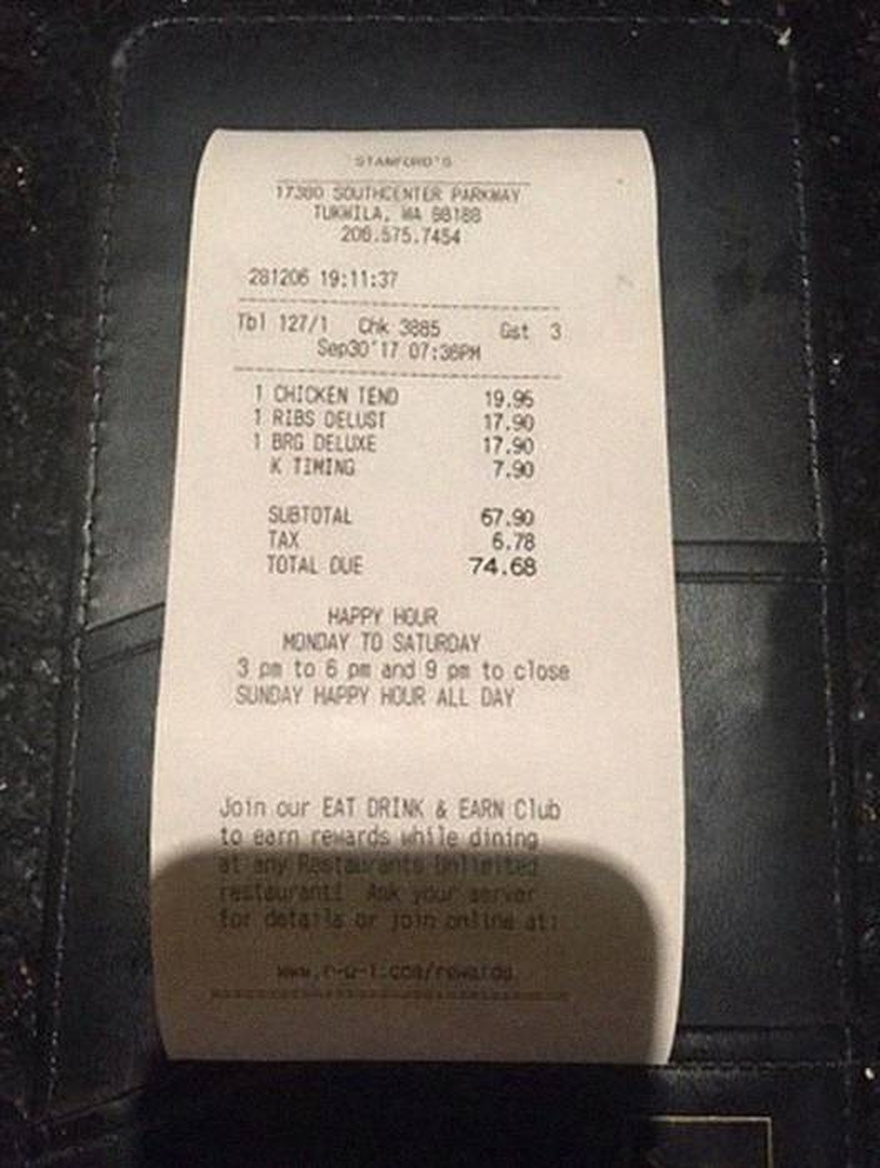 STANFORD'S
17380 SOUTHCENTER PARKWAY
TUKWILA, WA 98188
206.575.7454
281206 19:11:37
Tbl 127/1 Chk 3885 Gst 3
Sep30'17 07:36PM
1 CHICKEN TEND 19.95
1 RIBS DELUST 17.90
1 BRG DELUXE 17.90
K TIMING 7.90
SUBTOTAL 67.90
TAX 6.78
TOTAL DUE 74.68
HAPPY HOUR
MONDAY TO SATURDAY
3 pm to 6 pm and 9 pm to close
SUNDAY HAPPY HOUR ALL DAY
Join our EAT DRINK & EARN Club
to earn rewards while dining
at any Restaurants Unlimited
restaurant! Ask your server
for details or join online at:
www.r-u-i.com/rewards